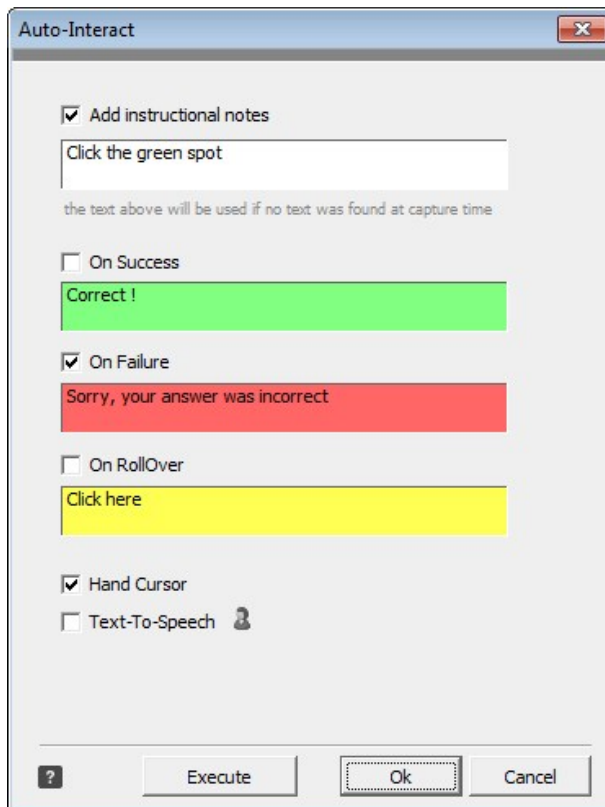 Auto-Interact
Add instructional notes
Click the green spot
the text above will be used if no text was found at capture time
On Success
Correct !
On Failure
Sorry, your answer was incorrect
On RollOver
Click here
Hand Cursor
Text-To-Speech
? Execute Ok Cancel